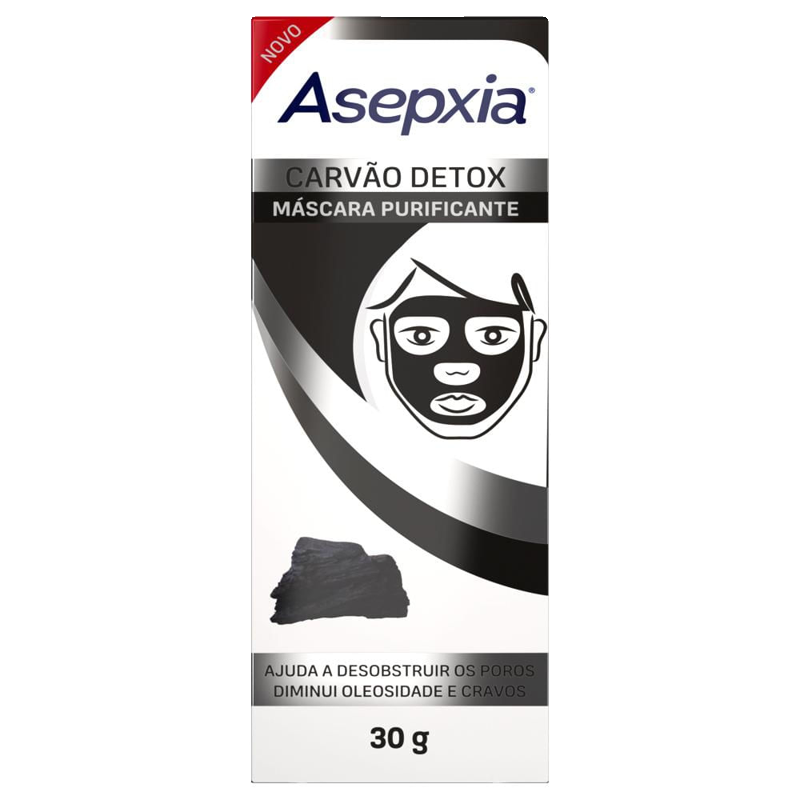 NOVO
Asepxia®
CARVÃO DETOX
MÁSCARA PURIFICANTE
AJUDA A DESOBSTRUIR OS POROS
DIMINUI OLEOSIDADE E CRAVOS
30 g